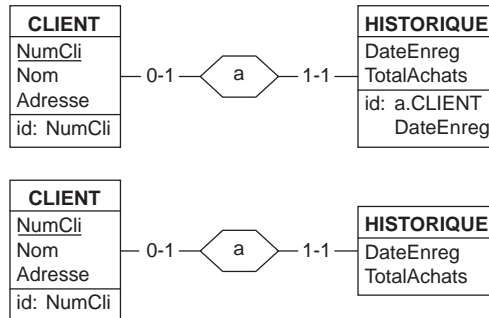 CLIENT
NumCli
Nom
Adresse
id: NumCli
0-1
a
1-1
HISTORIQUE
DateEnreg
TotalAchats
id: a.CLIENT
DateEnreg
CLIENT
NumCli
Nom
Adresse
id: NumCli
0-1
a
1-1
HISTORIQUE
DateEnreg
TotalAchats